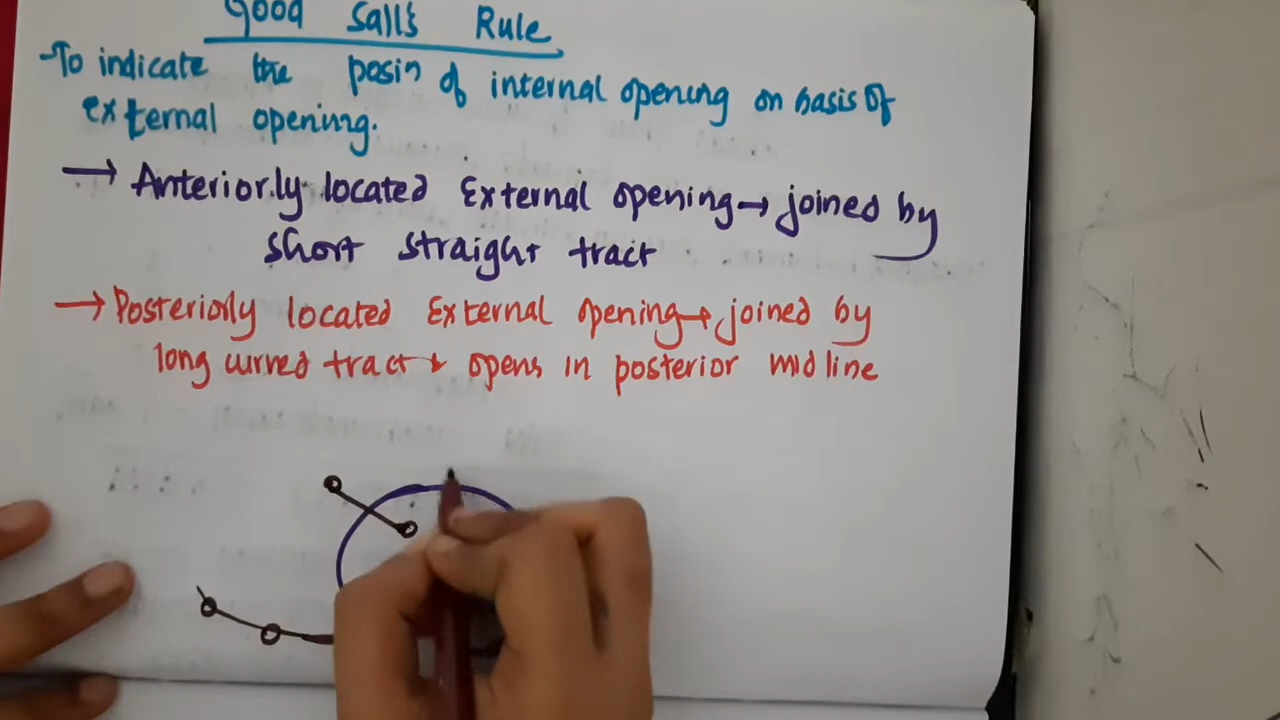 Good Sall's Rule
To indicate the posin of internal opening on basis of
external opening.
→ Anteriorly located External opening → joined by
short straight tract
→ Posteriorly located External opening → joined by
long curved tract & opens in posterior midline